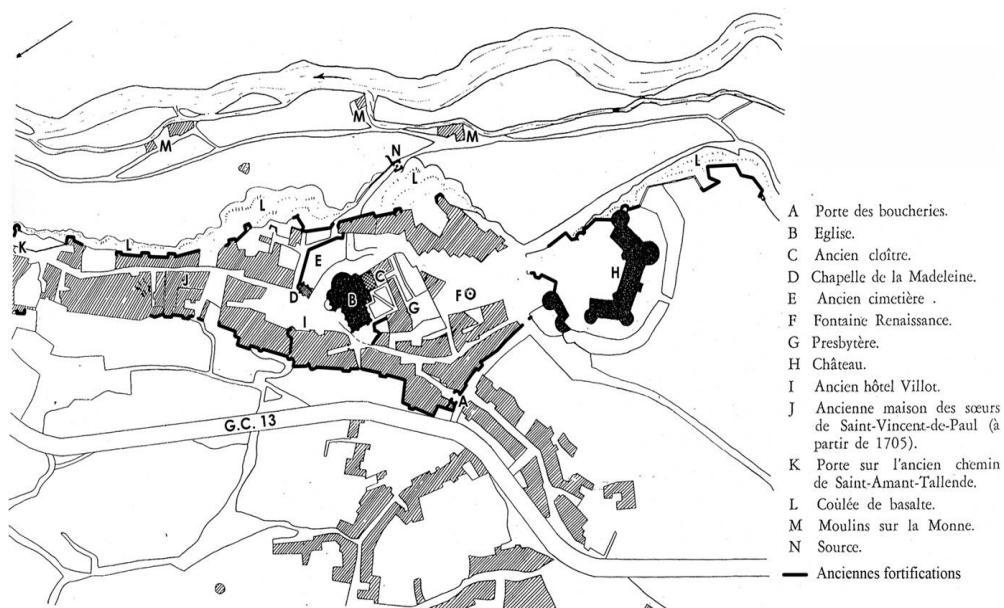 M
M
M
N
L
L
L
L
K
E
J
D
C
B
H
F
G
I
A
G.C. 13
A Porte des boucheries.
B Eglise.
C Ancien cloître.
D Chapelle de la Madeleine.
E Ancien cimetière .
F Fontaine Renaissance.
G Presbytère.
H Château.
I Ancien hôtel Villot.
J Ancienne maison des sœurs
de Saint-Vincent-de-Paul (à
partir de 1705).
K Porte sur l'ancien chemin
de Saint-Amant-Tallende.
L Coûlée de basalte.
M Moulins sur la Monne.
N Source.
Anciennes fortifications